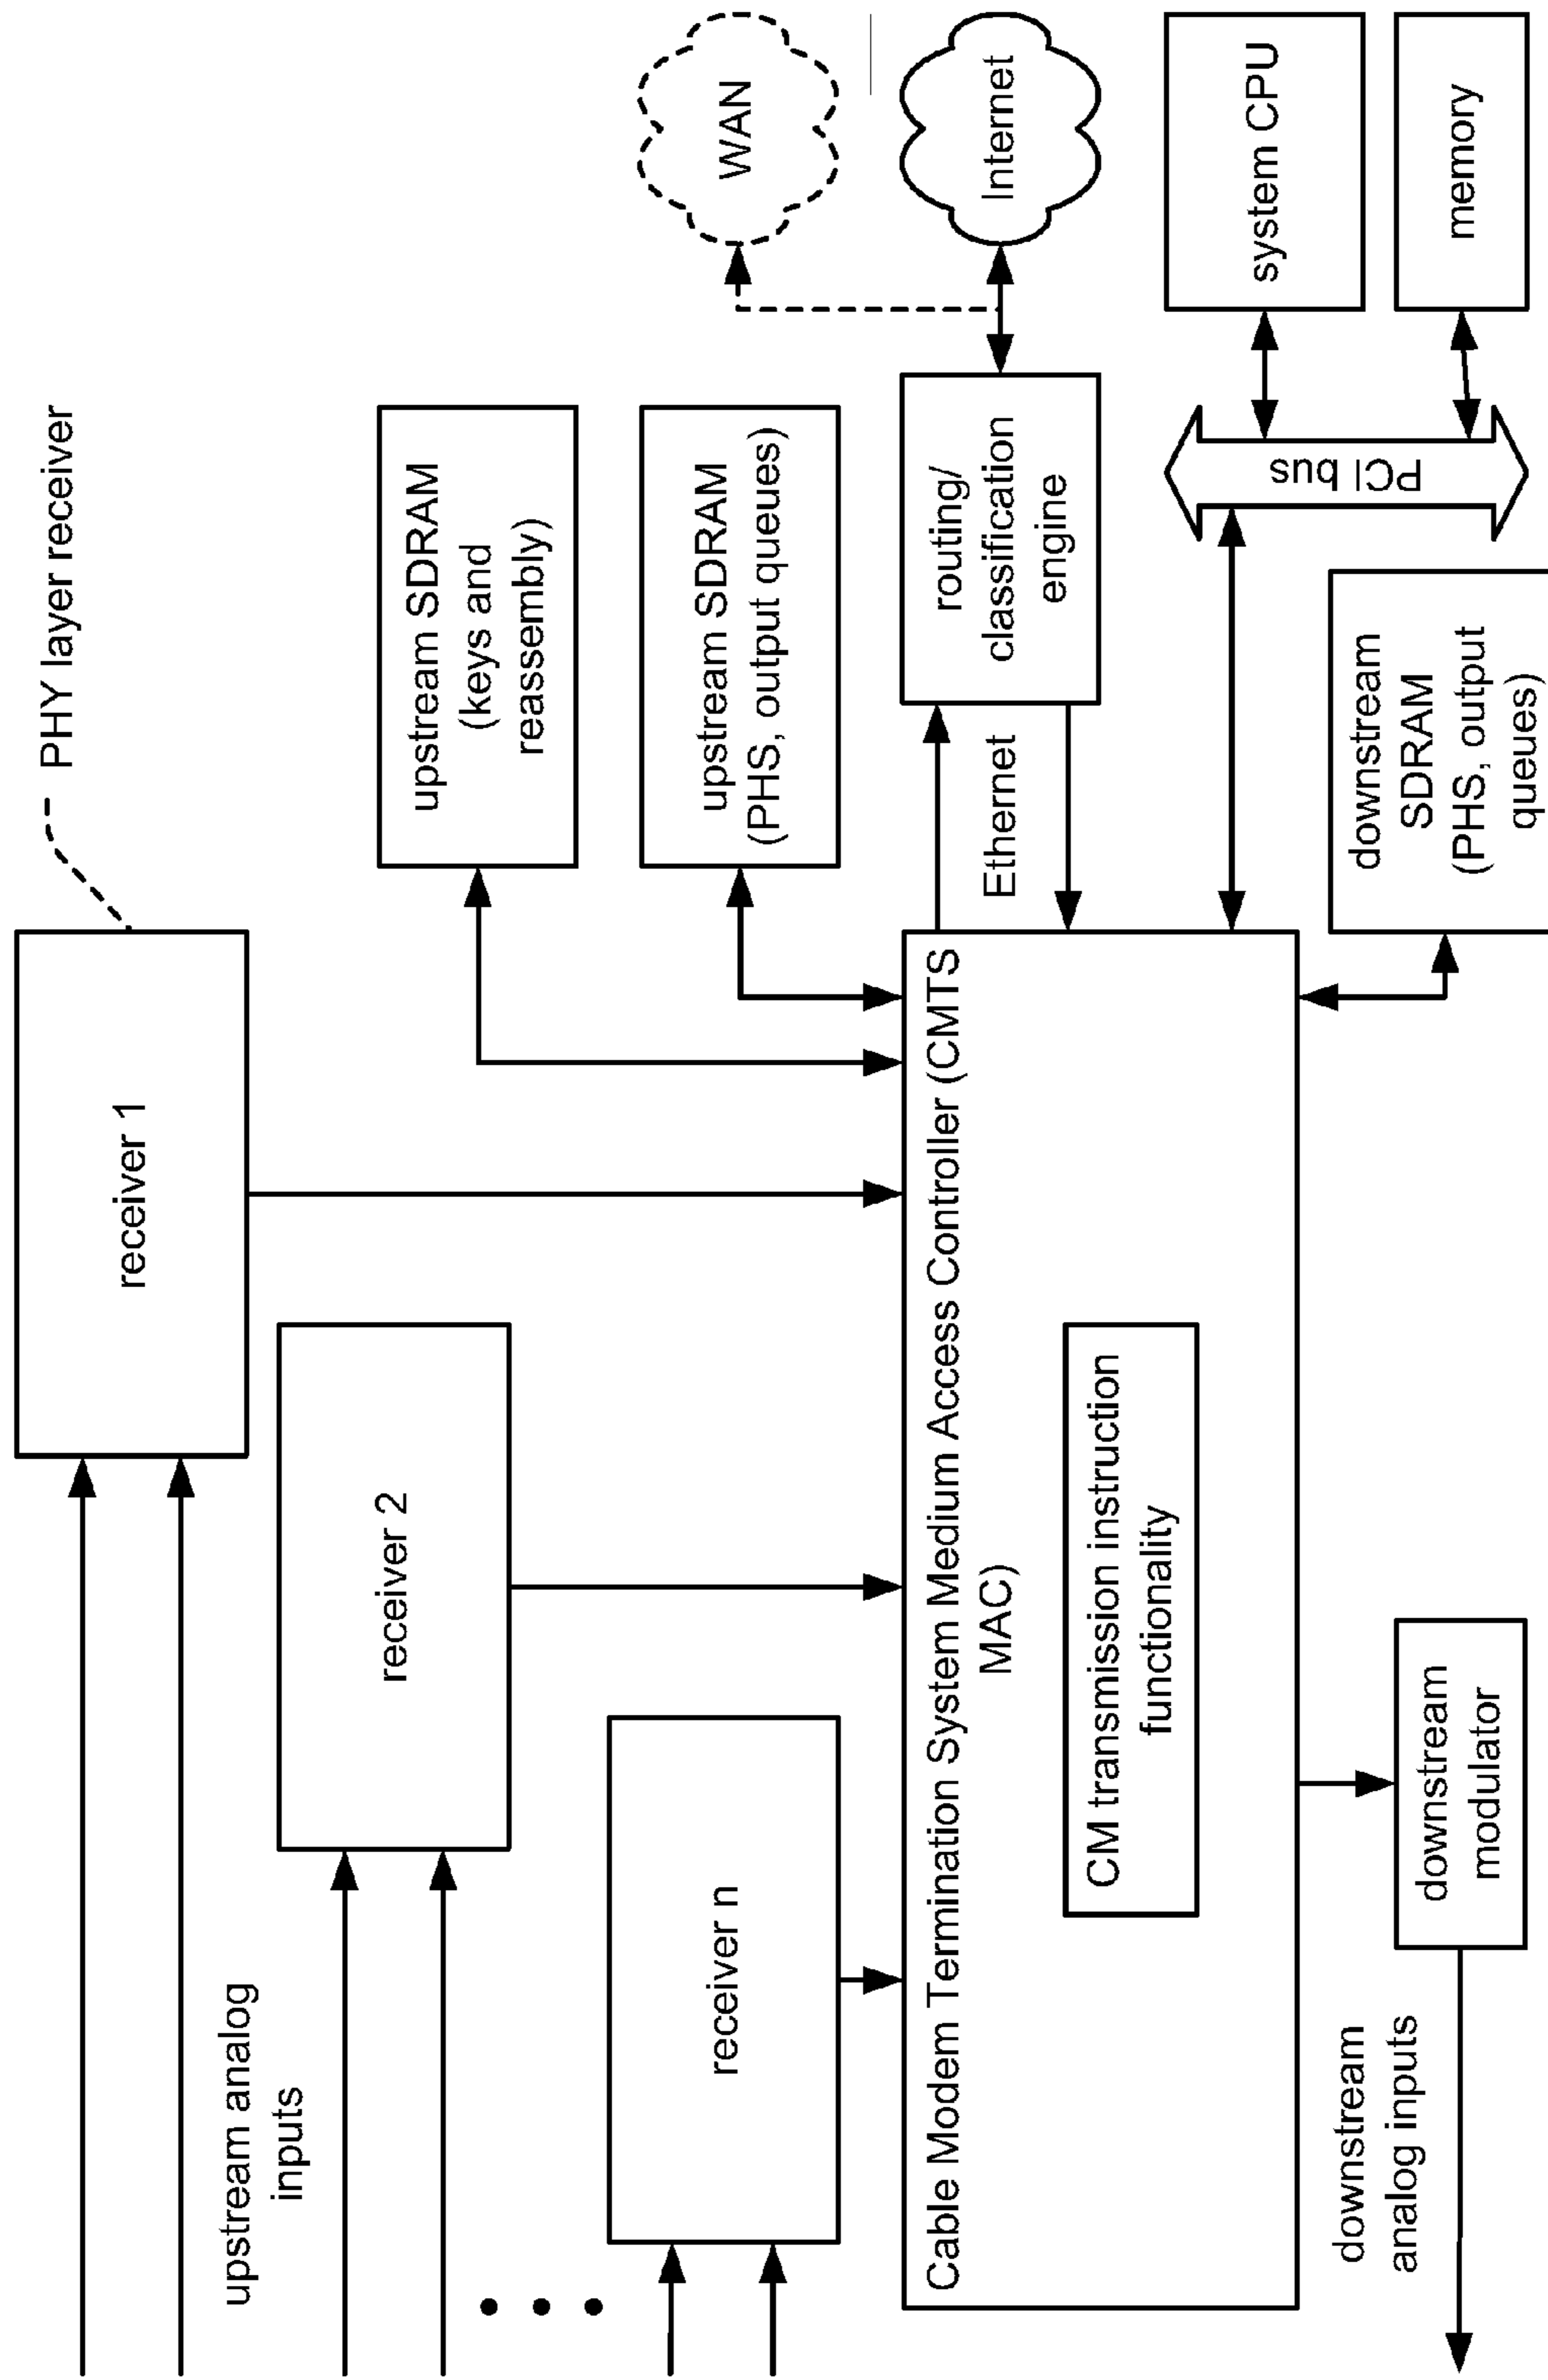 PHY layer receiver
receiver 1
upstream analog
inputs
receiver 2
receiver n
upstream SDRAM
(keys and
reassembly)
upstream SDRAM
(PHS, output queues)
WAN
Internet
routing/
classification
engine
Ethernet
Cable Modem Termination System Medium Access Controller (CMTS
MAC)
CM transmission instruction
functionality
system CPU
memory
PCI bus
downstream
SDRAM
(PHS, output
queues)
downstream
modulator
downstream
analog inputs